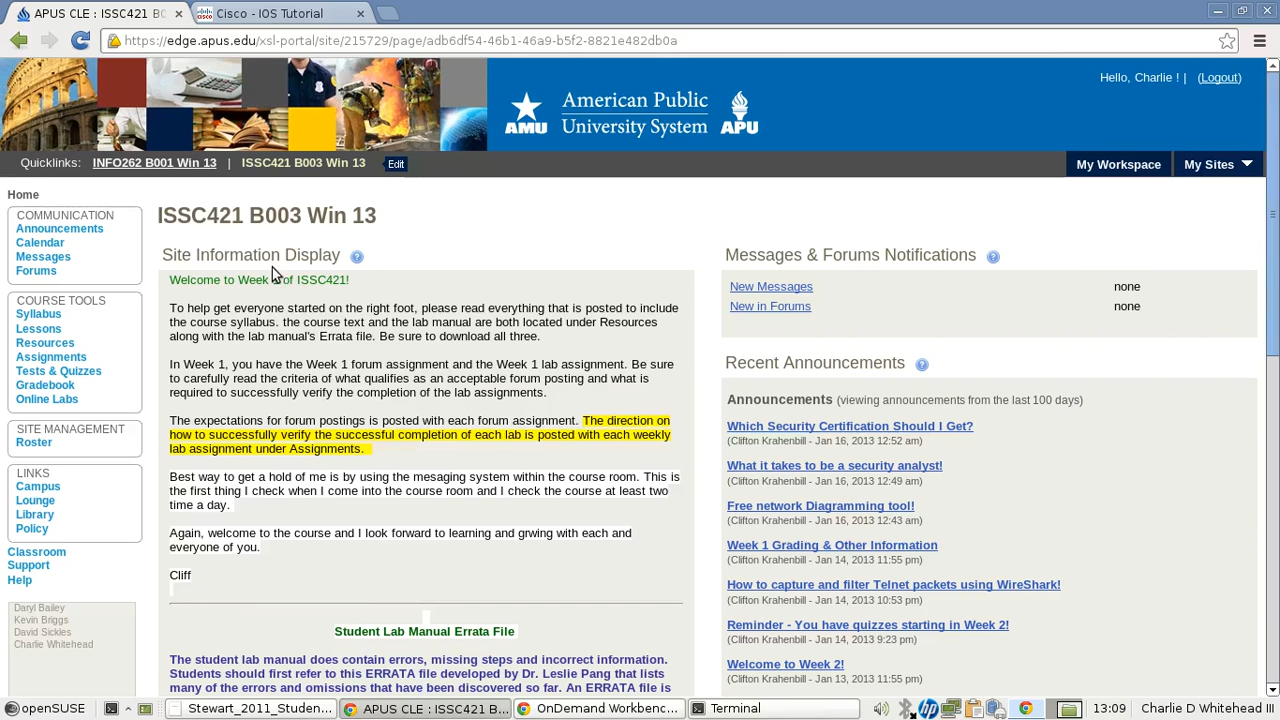 APUS CLE : ISSC421 B0
Cisco - IOS Tutorial
https://edge.apus.edu/xsl-portal/site/215729/page/adb6df54-46b1-46a9-b5f2-8821e482db0a
Hello, Charlie ! | (Logout)
AMU
American Public
University System
APU
Quicklinks: INFO262 B001 Win 13 | ISSC421 B003 Win 13 Edit
My Workspace
My Sites
Home
COMMUNICATION
Announcements
Calendar
Messages
Forums
COURSE TOOLS
Syllabus
Lessons
Resources
Assignments
Tests & Quizzes
Gradebook
Online Labs
SITE MANAGEMENT
Roster
LINKS
Campus
Lounge
Library
Policy
Classroom
Support
Help
Daryl Bailey
Kevin Briggs
David Sickles
Charlie Whitehead
ISSC421 B003 Win 13
Site Information Display ?
Welcome to Week of ISSC421!
To help get everyone started on the right foot, please read everything that is posted to include
the course syllabus. the course text and the lab manual are both located under Resources
along with the lab manual's Errata file. Be sure to download all three.
In Week 1, you have the Week 1 forum assignment and the Week 1 lab assignment. Be sure
to carefully read the criteria of what qualifies as an acceptable forum posting and what is
required to successfully verify the completion of the lab assignments.
The expectations for forum postings is posted with each forum assignment. The direction on
how to successfully verify the successful completion of each lab is posted with each weekly
lab assignment under Assignments.
Best way to get a hold of me is by using the mesaging system within the course room. This is
the first thing I check when I come into the course room and I check the course at least two
time a day.
Again, welcome to the course and I look forward to learning and grwing with each and
everyone of you.
Cliff
Student Lab Manual Errata File
The student lab manual does contain errors, missing steps and incorrect information.
Students should first refer to this ERRATA file developed by Dr. Leslie Pang that lists
many of the errors and omissions that have been discovered so far. An ERRATA file is
Messages & Forums Notifications ?
New Messages none
New in Forums none
Recent Announcements ?
Announcements (viewing announcements from the last 100 days)
Which Security Certification Should I Get?
(Clifton Krahenbill - Jan 16, 2013 12:52 am)
What it takes to be a security analyst!
(Clifton Krahenbill - Jan 16, 2013 12:49 am)
Free network Diagramming tool!
(Clifton Krahenbill - Jan 16, 2013 12:43 am)
Week 1 Grading & Other Information
(Clifton Krahenbill - Jan 14, 2013 11:55 pm)
How to capture and filter Telnet packets using WireShark!
(Clifton Krahenbill - Jan 14, 2013 10:53 pm)
Reminder - You have quizzes starting in Week 2!
(Clifton Krahenbill - Jan 14, 2013 9:23 pm)
Welcome to Week 2!
(Clifton Krahenbill - Jan 13, 2013 11:55 pm)
openSUSE
Stewart_2011_Studen...
APUS CLE : ISSC421 B...
OnDemand Workbenc...
Terminal
hp
13:09 Charlie D Whitehead III